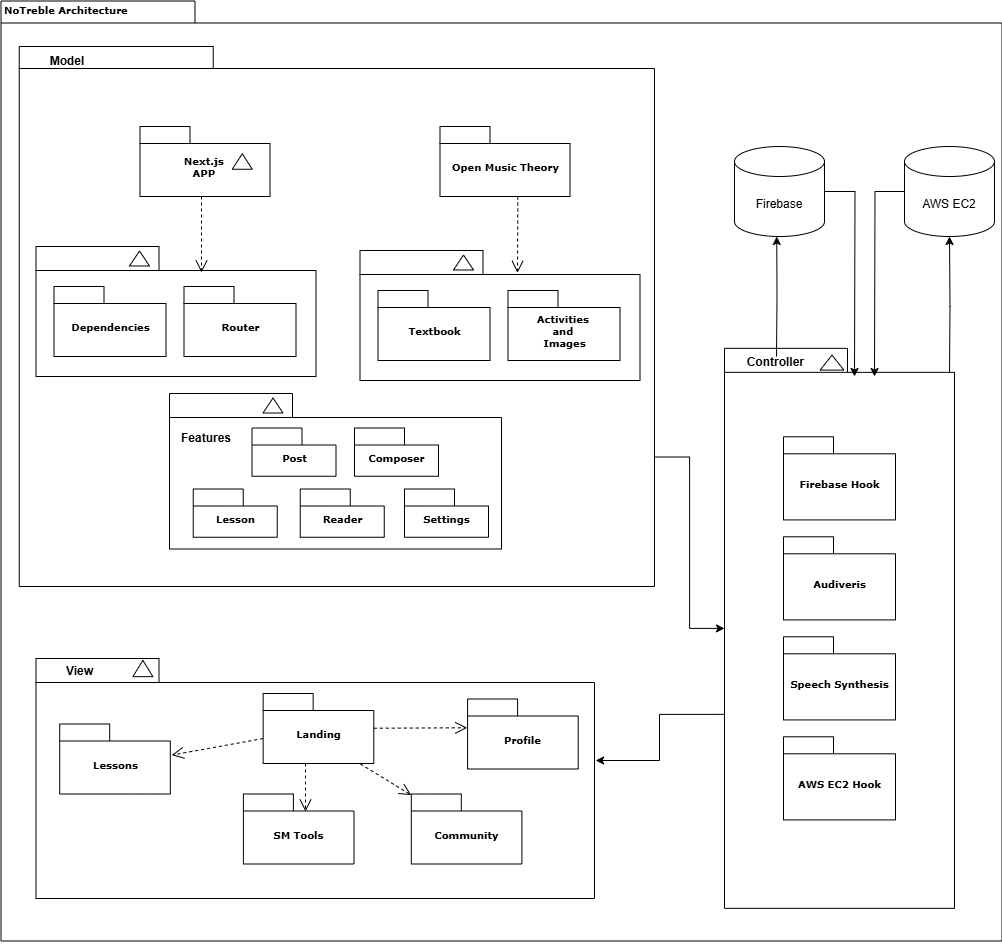 NoTreble Architecture
Model
Next.js
APP
Open Music Theory
Dependencies
Router
Textbook
Activities
and
Images
Features
Post
Composer
Lesson
Reader
Settings
Firebase
AWS EC2
Controller
Firebase Hook
Audiveris
Speech Synthesis
AWS EC2 Hook
View
Landing
Profile
Lessons
SM Tools
Community